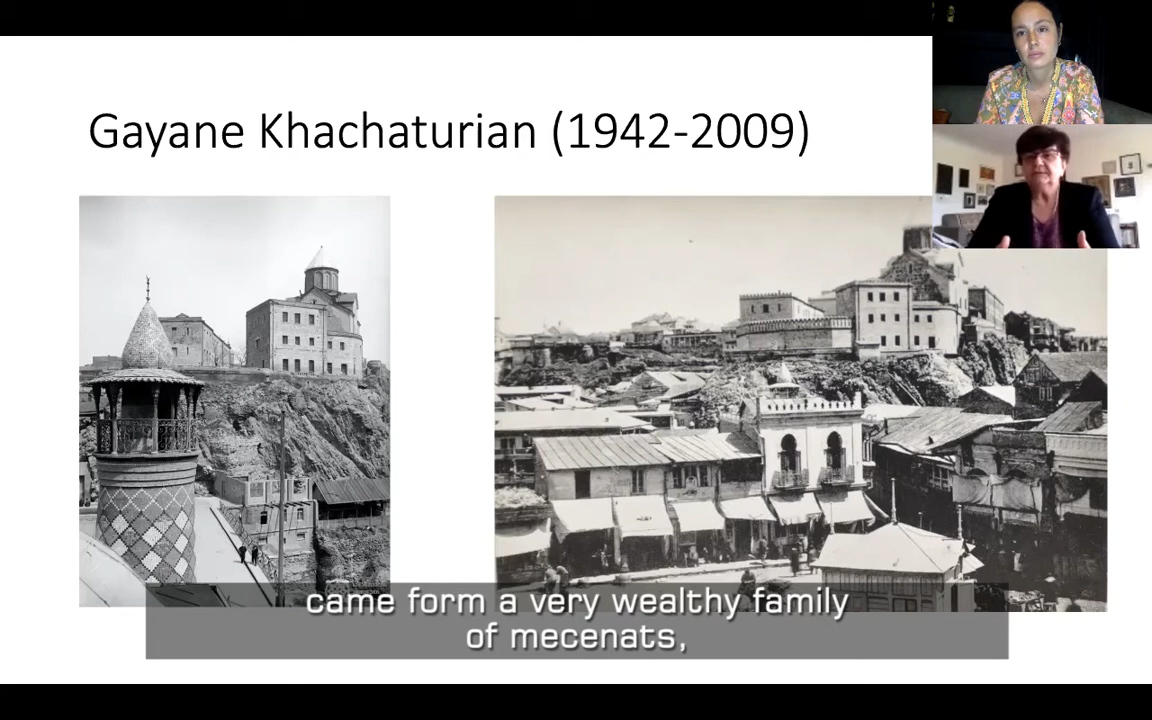 Gayane Khachaturian (1942-2009)
came form a very wealthy family
of mecenats,